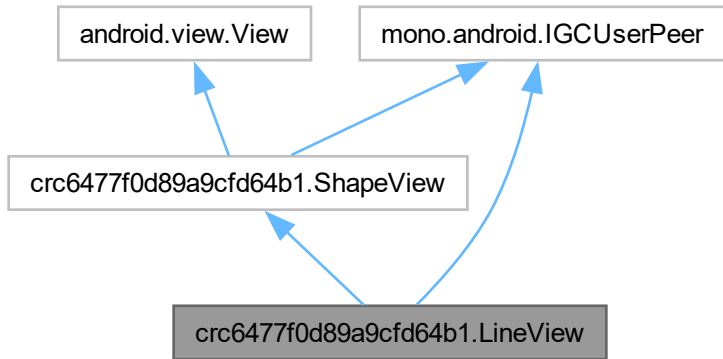 android.view.View
mono.android.IGCUserPeer
crc6477f0d89a9cfd64b1.ShapeView
crc6477f0d89a9cfd64b1.LineView